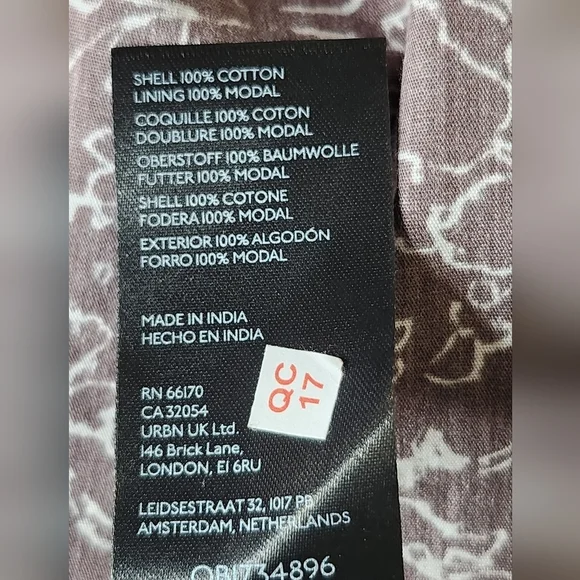 SHELL 100% COTTON
LINING 100% MODAL
COQUILLE 100% COTON
DOUBLURE 100% MODAL
OBERSTOFF 100% BAUMWOLLE
FUTTER 100% MODAL
SHELL 100% COTONE
FODERA 100% MODAL
EXTERIOR 100% ALGODÓN
FORRO 100% MODAL
MADE IN INDIA
HECHO EN INDIA
QC
17
RN 66170
CA 32054
URBN UK Ltd.
146 Brick Lane,
LONDON, E1 6RU
LEIDSESTRAAT 32, 1017 PB
AMSTERDAM, NETHERLANDS